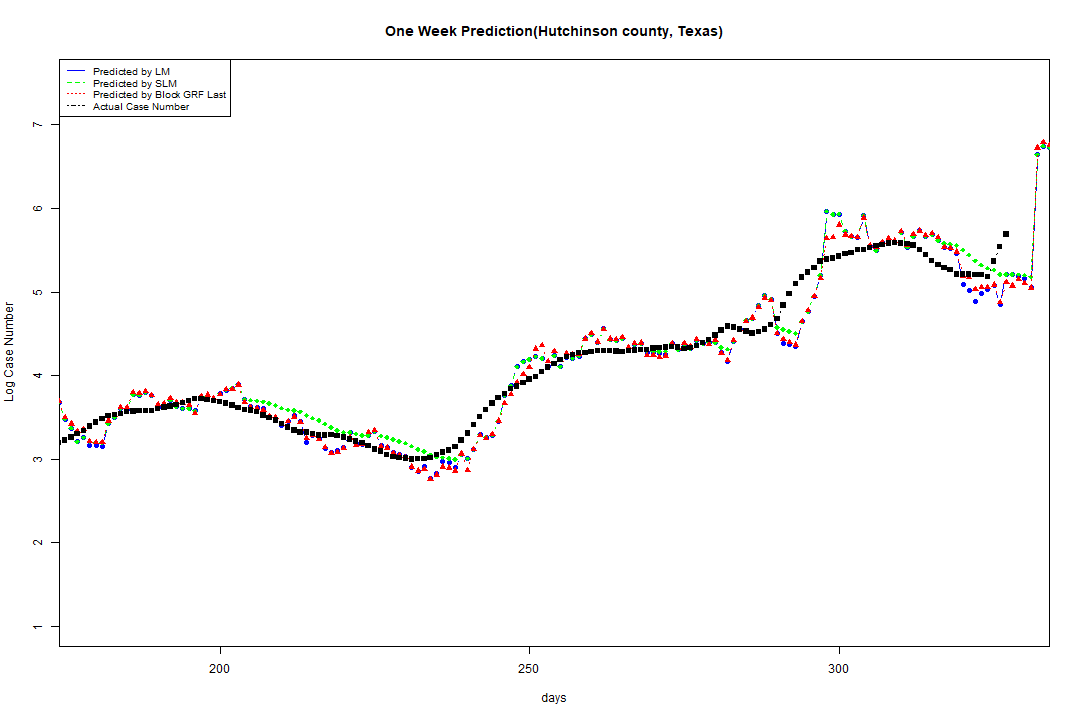 One Week Prediction(Hutchinson county, Texas)
Predicted by LM
Predicted by SLM
Predicted by Block GRF Last
Actual Case Number
7
6
5
4
3
2
1
Log Case Number
200 250 300
days